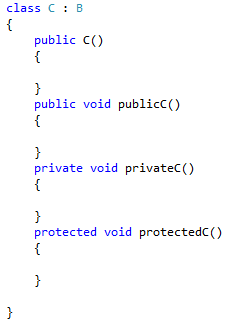 class C : B
{
    public C()
    {

    }
    public void publicC()
    {

    }
    private void privateC()
    {

    }
    protected void protectedC()
    {

    }

}